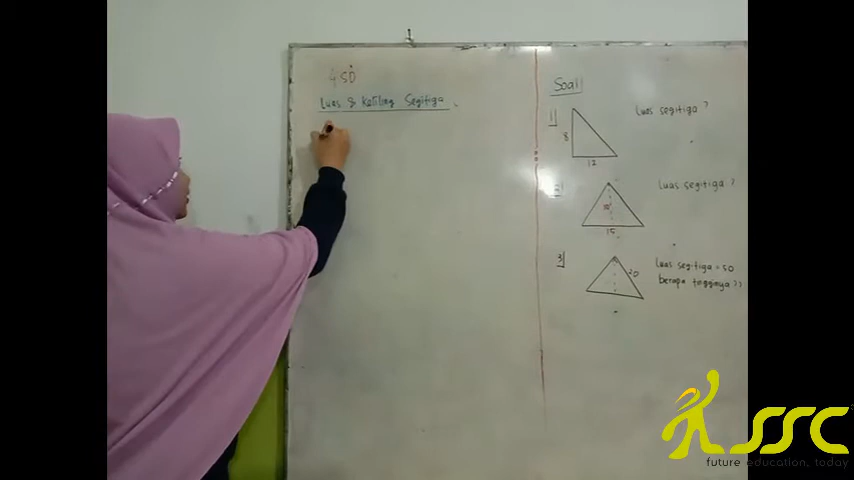 4 SD
Luas & Keliling Segitiga
Soal
1
8
12
Luas segitiga ?
2
10
15
Luas segitiga ?
3
20
Luas segitiga = 50
berapa tingginya ??
SSC
future education, today